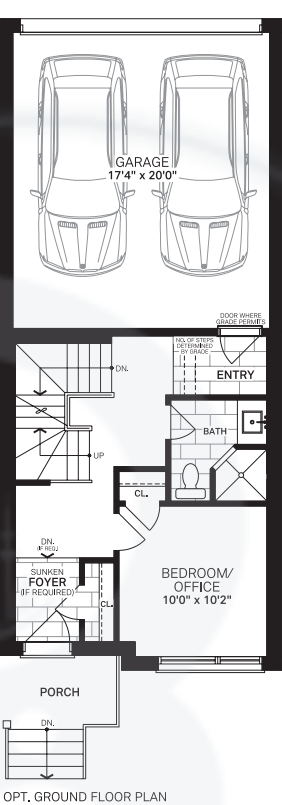 GARAGE
17'4" x 20'0"
DOOR WHERE
GRADE PERMITS
NO. OF STEPS
DETERMINED
BY GRADE
DN.
ENTRY
BATH
UP
CL.
DN.
(IF REQ.)
SUNKEN
FOYER
(IF REQUIRED)
CL.
BEDROOM/
OFFICE
10'0" x 10'2"
PORCH
DN.
OPT. GROUND FLOOR PLAN